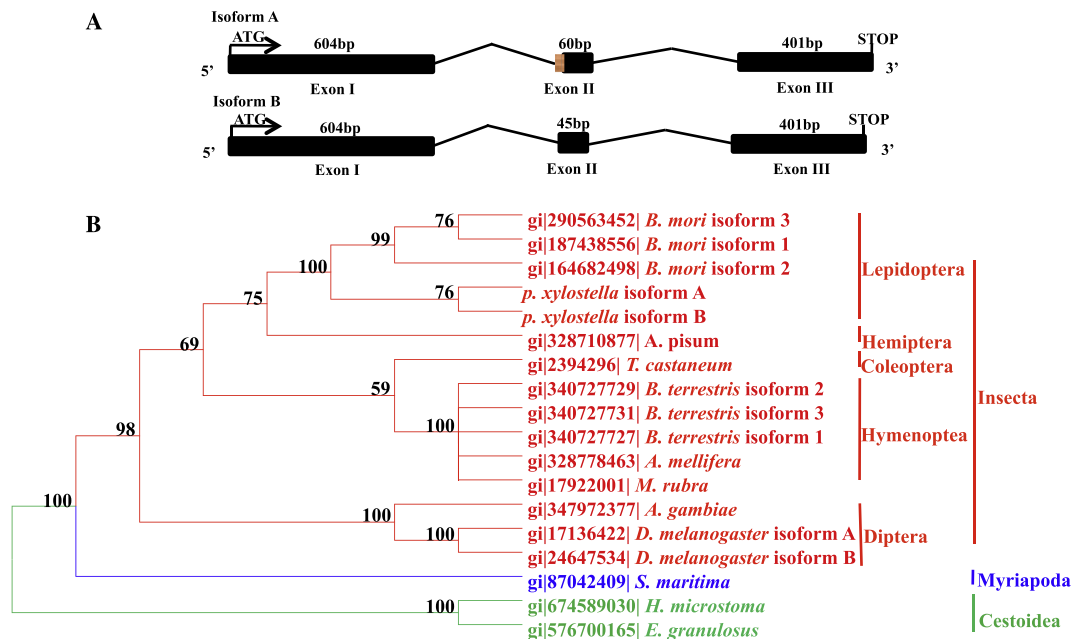 A
Isoform A
ATG
604bp
60bp
401bp
STOP
5’
3’
Exon I
Exon II
Exon III
Isoform B
ATG
604bp
45bp
401bp
STOP
5’
3’
Exon I
Exon II
Exon III
B
76
gi|290563452| B. mori isoform 3
99
gi|187438556| B. mori isoform 1
100
gi|164682498| B. mori isoform 2
Lepidoptera
76
p. xylostella isoform A
75
p. xylostella isoform B
69
gi|328710877| A. pisum
Hemiptera
gi|2394296| T. castaneum
Coleoptera
59
gi|340727729| B. terrestris isoform 2
Insecta
gi|340727731| B. terrestris isoform 3
98
100
gi|340727727| B. terrestris isoform 1
Hymenoptea
gi|328778463| A. mellifera
gi|17922001| M. rubra
100
gi|347972377| A. gambiae
100
100
gi|17136422| D. melanogaster isoform A
Diptera
gi|24647534| D. melanogaster isoform B
gi|87042409| S. maritima
Myriapoda
100
gi|674589030| H. microstoma
Cestoidea
gi|576700165| E. granulosus